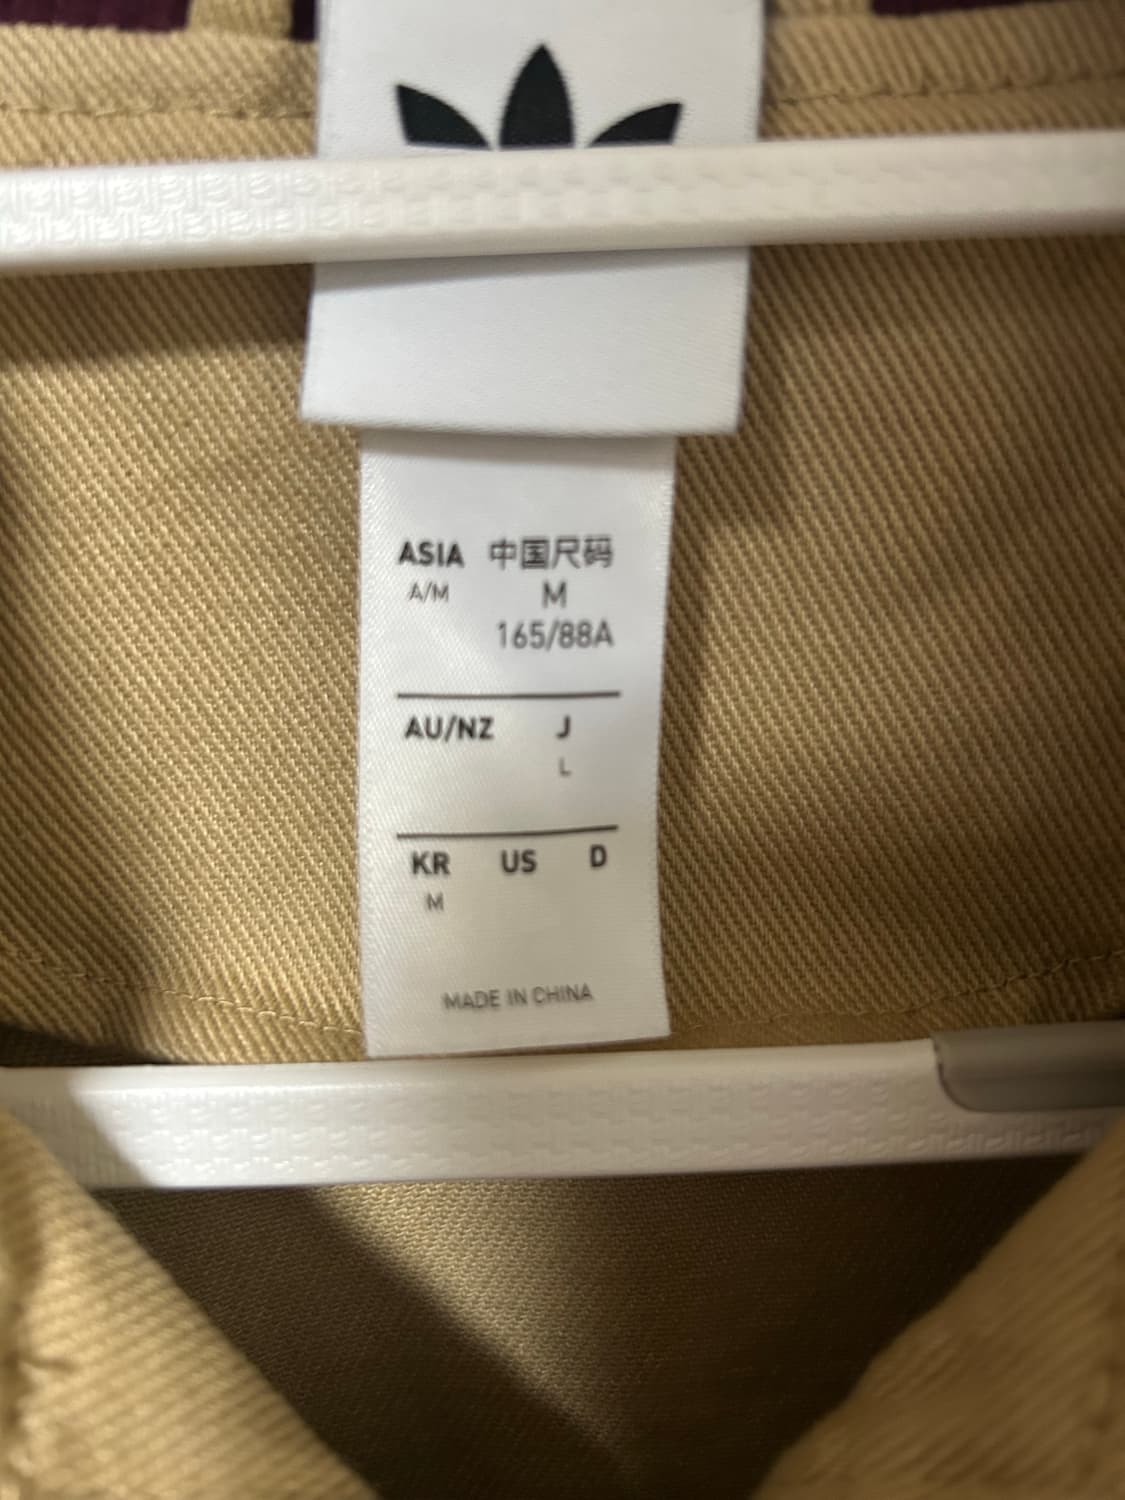 ASIA 中国尺码
A/M M
165/88A
AU/NZ J
L
KR US D
M
MADE IN CHINA